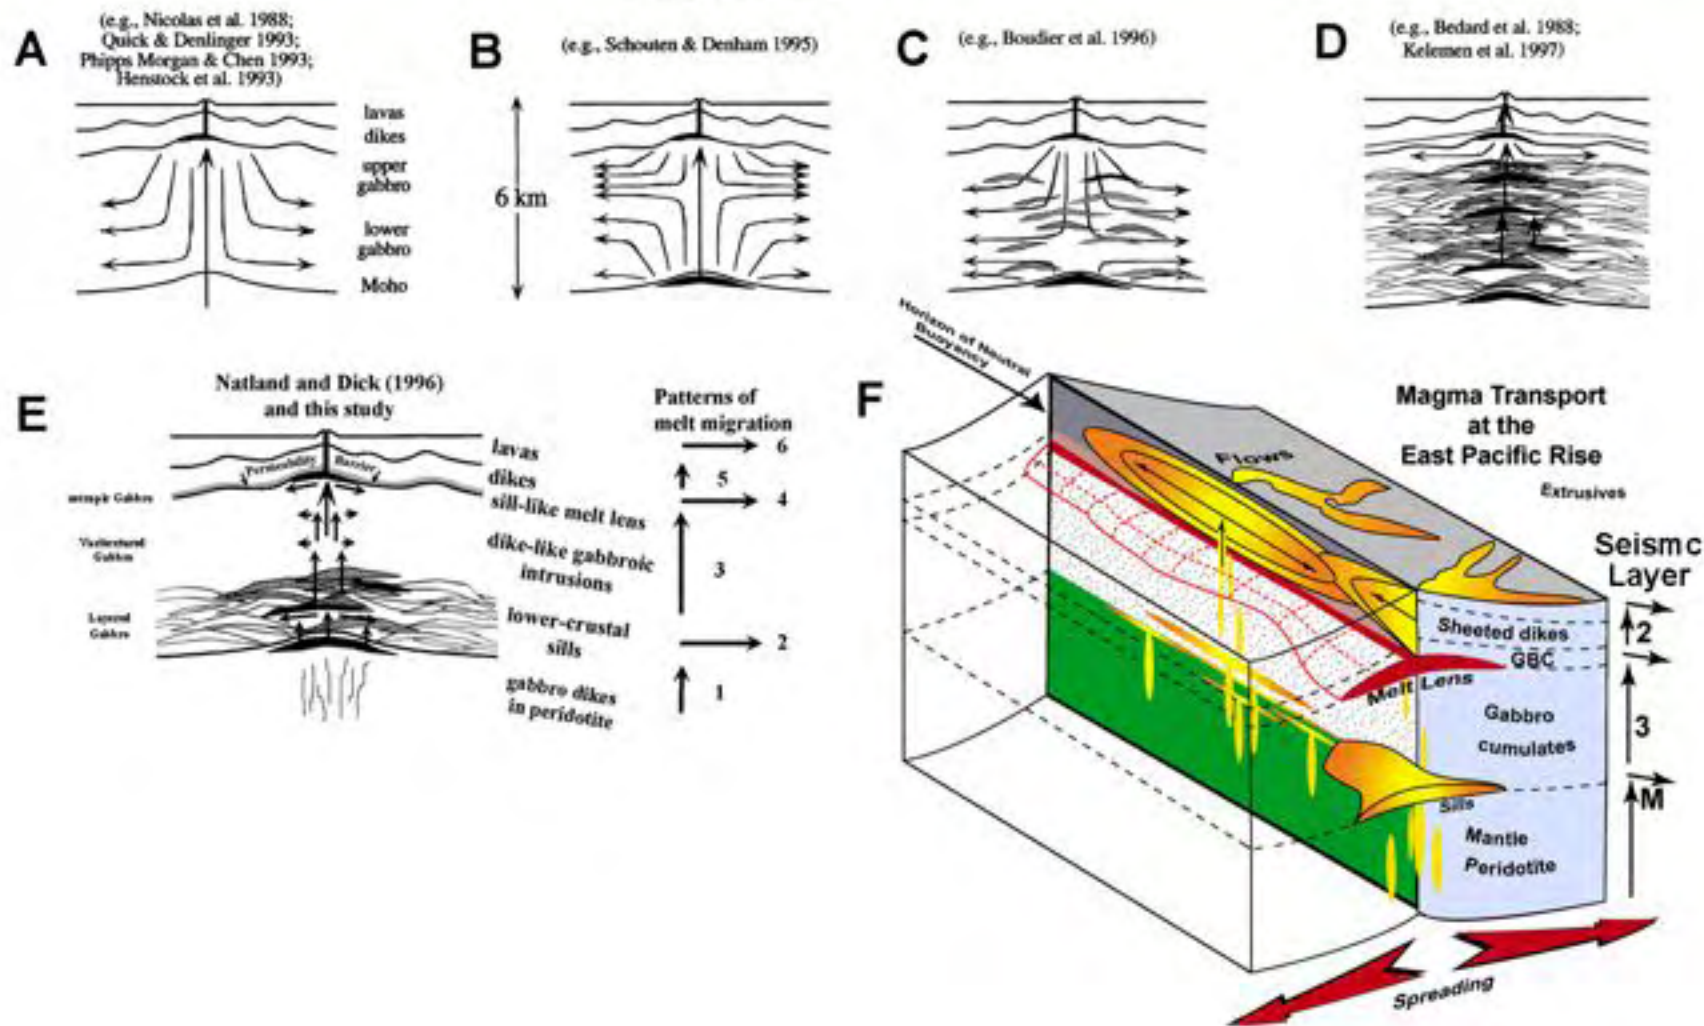 A
(e.g., Nicolas et al. 1988;
Quick & Denlinger 1993;
Phipps Morgan & Chen 1993;
Henstock et al. 1993)
lavas
dikes
upper
gabbro
lower
gabbro
Moho
B
(e.g., Schouten & Denham 1995)
6 km
C
(e.g., Boudier et al. 1996)
D
(e.g., Bedard et al. 1988;
Kelemen et al. 1997)
E
Natland and Dick (1996)
and this study
Permeability Barrier
Gabbro
Gabbro
Layered
Gabbro
lavas
dikes
sill-like melt lens
dike-like gabbroic
intrusions
lower-crustal
sills
gabbro dikes
in peridotite
Patterns of
melt migration
6
5
4
3
2
1
F
Horizon of Neutral
Buoyancy
Magma Transport
at the
East Pacific Rise
Flows
Extrusives
Seism c
Layer
Sheeted dikes
2
GBC
Melt Lens
Gabbro
cumulates
3
M
Sills
Mantle
Peridotite
Spreading